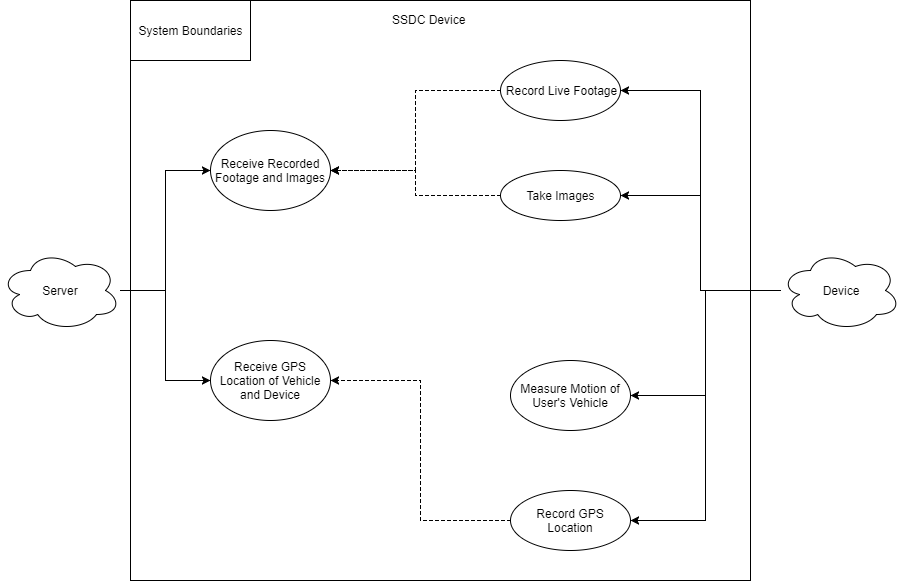 System Boundaries
SSDC Device
Record Live Footage
Receive Recorded
Footage and Images
Take Images
Server
Device
Receive GPS
Location of Vehicle
and Device
Measure Motion of
User's Vehicle
Record GPS
Location